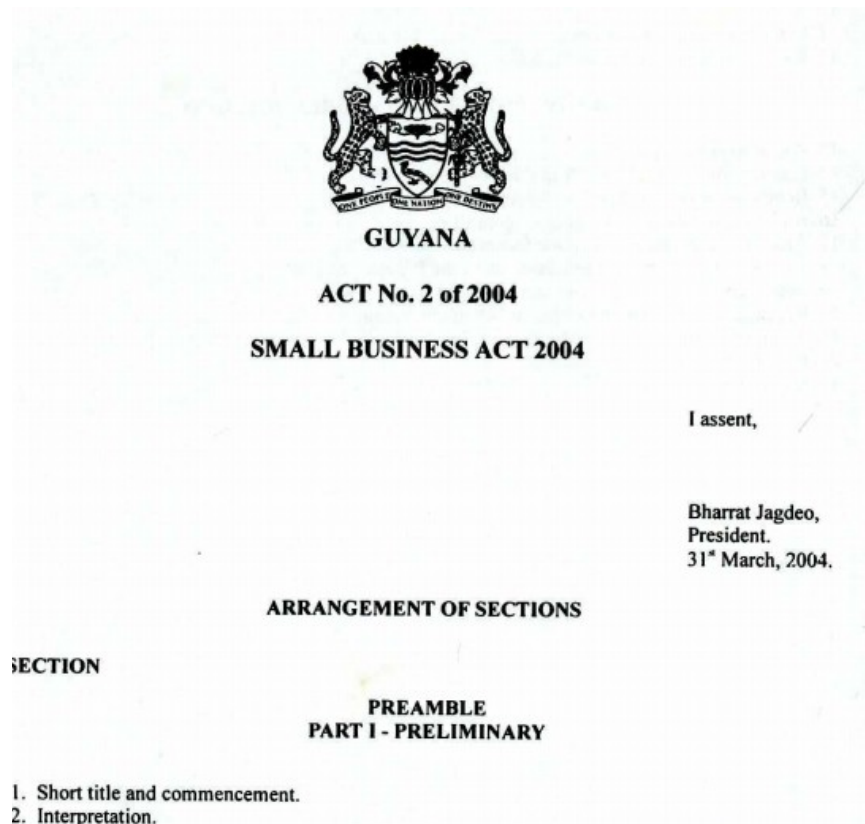 ONE PEOPLE ONE NATION ONE DESTINY
GUYANA
ACT No. 2 of 2004
SMALL BUSINESS ACT 2004
I assent,
Bharrat Jagdeo,
President.
31st March, 2004.
ARRANGEMENT OF SECTIONS
SECTION
PREAMBLE
PART I - PRELIMINARY
1. Short title and commencement.
2. Interpretation.